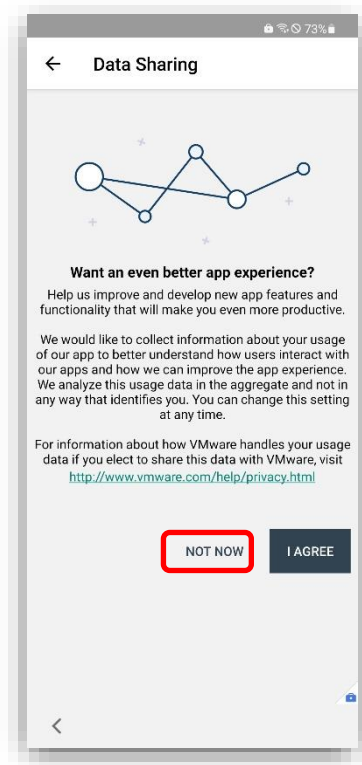 73%
Data Sharing
Want an even better app experience?
Help us improve and develop new app features and
functionality that will make you even more productive.
We would like to collect information about your usage
of our app to better understand how users interact with
our apps and how we can improve the app experience.
We analyze this usage data in the aggregate and not in
any way that identifies you. You can change this setting
at any time.
For information about how VMware handles your usage
data if you elect to share this data with VMware, visit
http://www.vmware.com/help/privacy.html
NOT NOW I AGREE